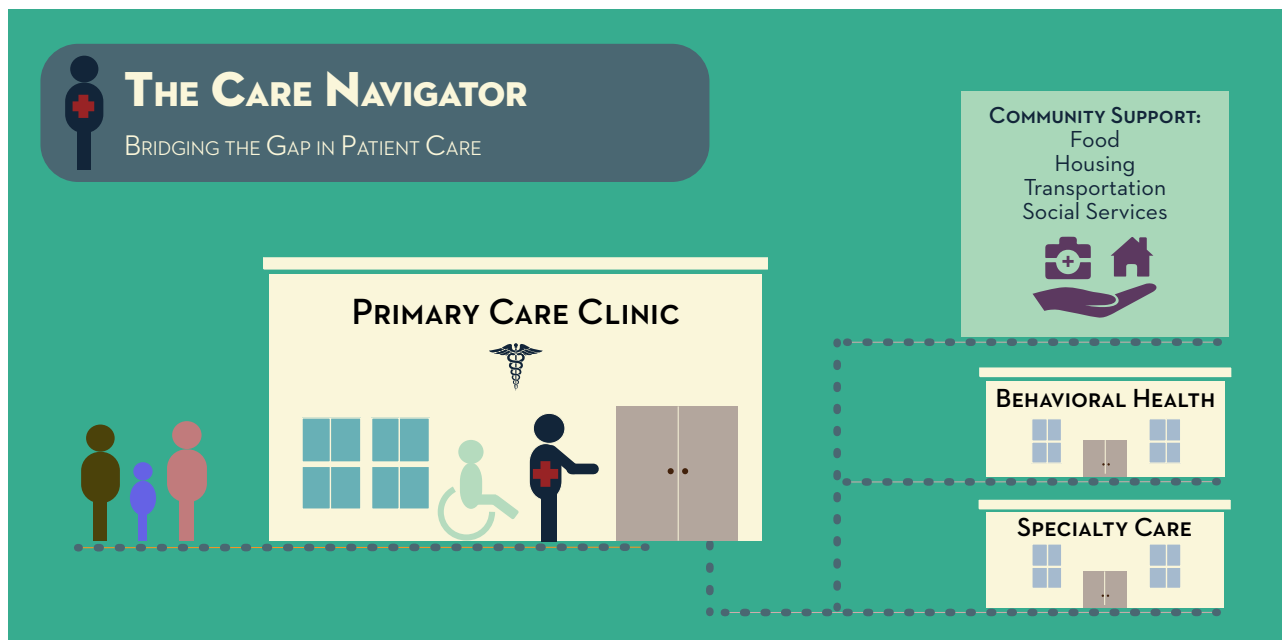 The Care Navigator
Bridging the Gap in Patient Care
Community Support:
Food
Housing
Transportation
Social Services
Primary Care Clinic
Behavioral Health
Specialty Care